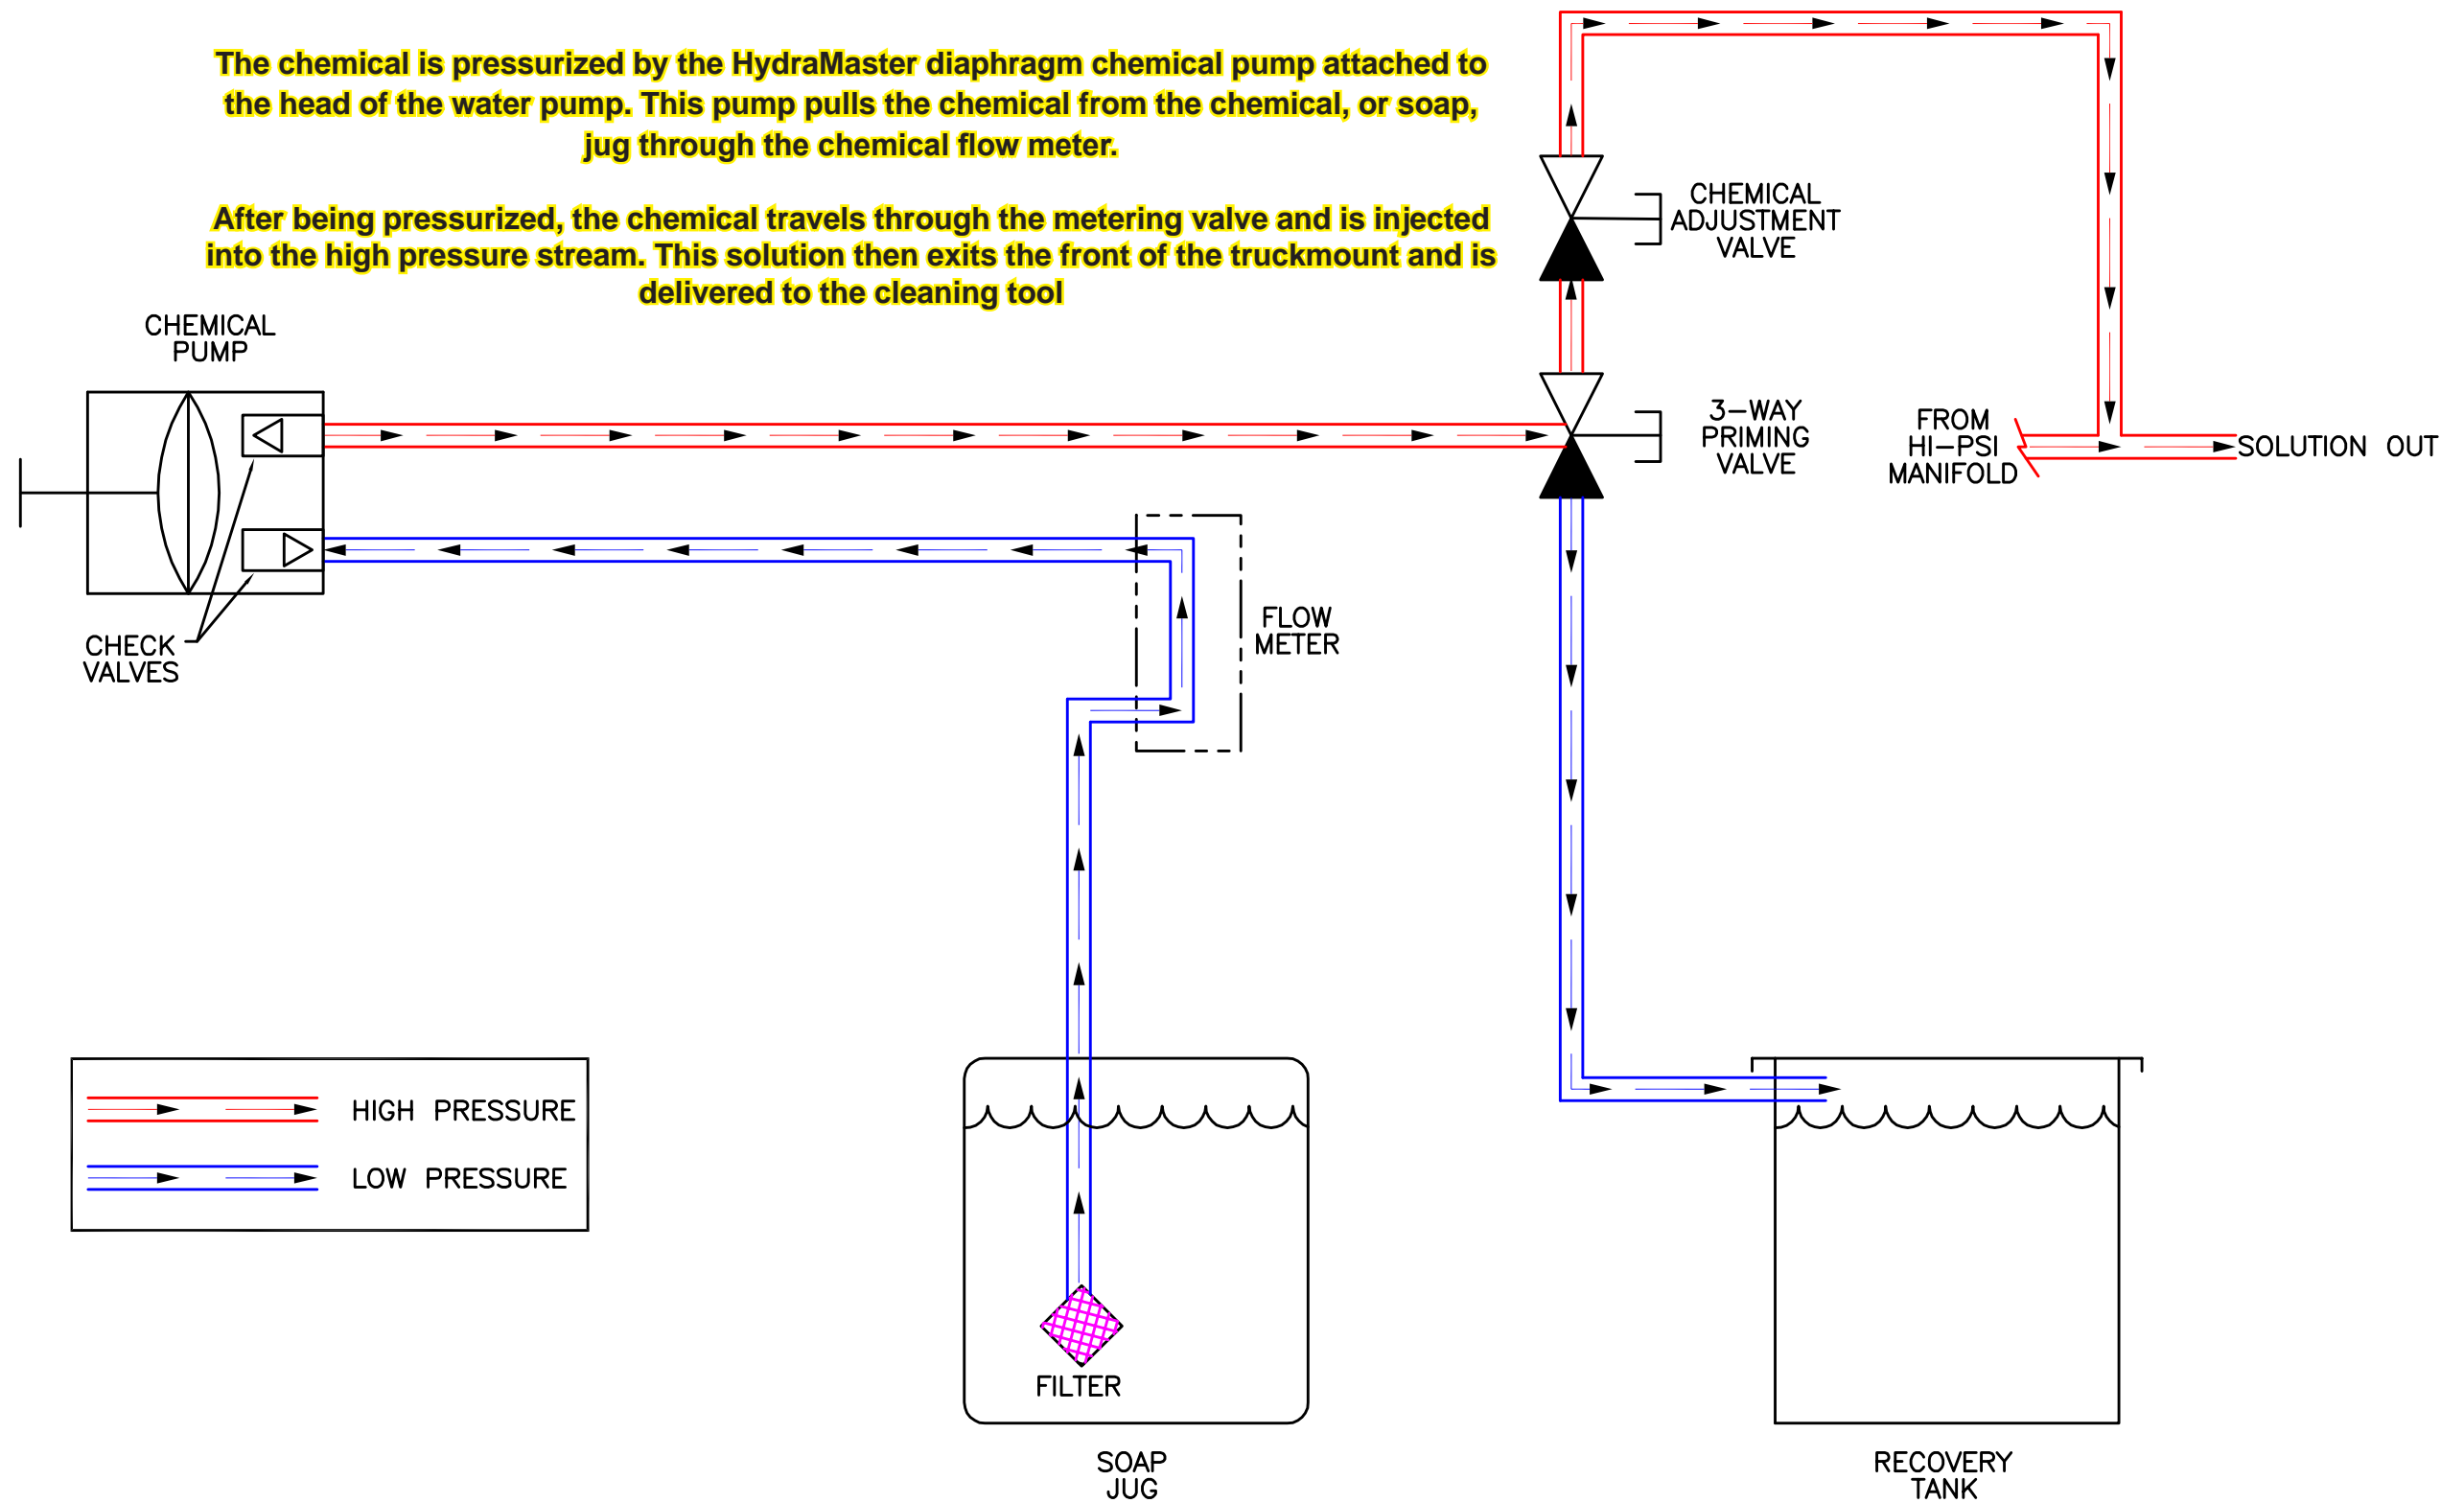 The chemical is pressurized by the HydraMaster diaphragm chemical pump attached to
the head of the water pump. This pump pulls the chemical from the chemical, or soap,
jug through the chemical flow meter.
After being pressurized, the chemical travels through the metering valve and is injected
into the high pressure stream. This solution then exits the front of the truckmount and is
delivered to the cleaning tool
CHEMICAL
ADJUSTMENT
VALVE
CHEMICAL
PUMP
3-WAY
PRIMING
VALVE
FROM
HI-PSI
MANIFOLD
SOLUTION OUT
FLOW
METER
CHECK
VALVES
HIGH PRESSURE
LOW PRESSURE
FILTER
SOAP
JUG
RECOVERY
TANK